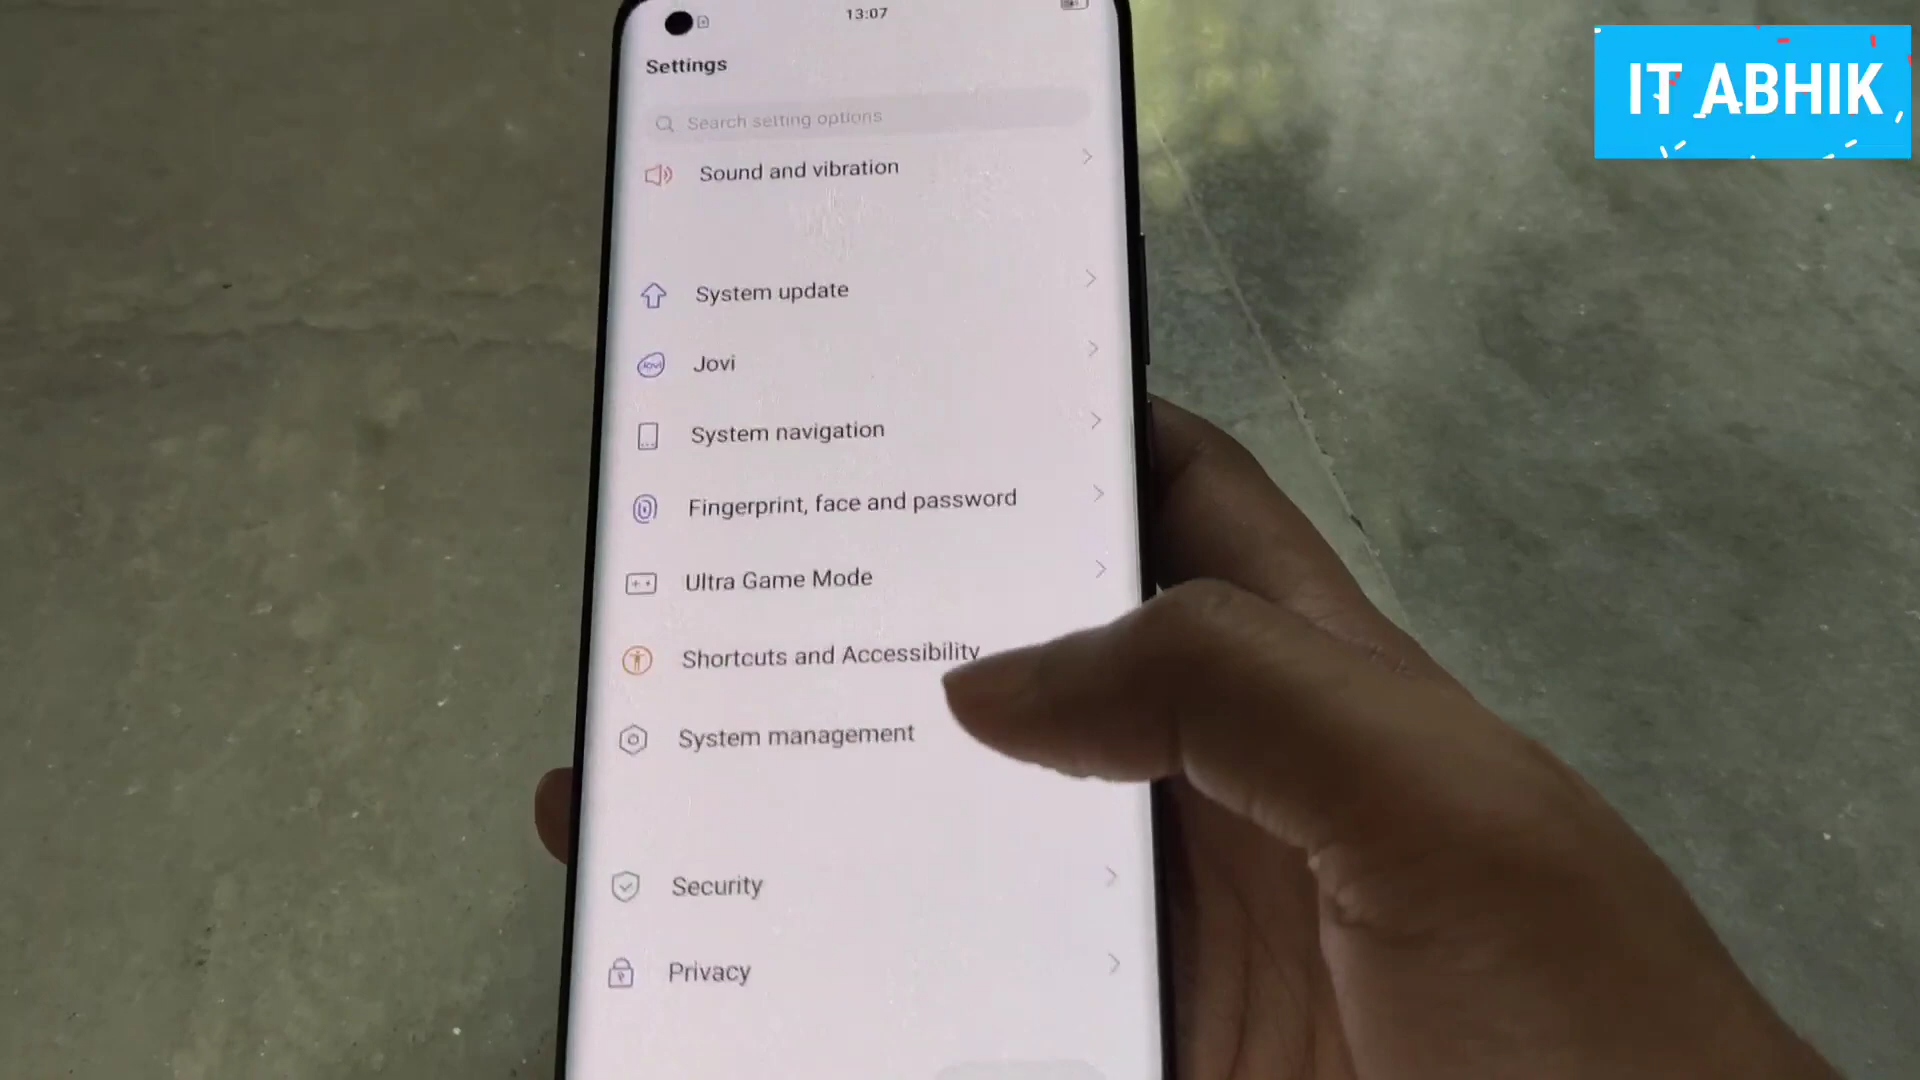 13:07
IT ABHIK
Settings
Search setting options
Sound and vibration
System update
Jovi
Jovi
System navigation
Fingerprint, face and password
Ultra Game Mode
Shortcuts and Accessibility
System management
Security
Privacy